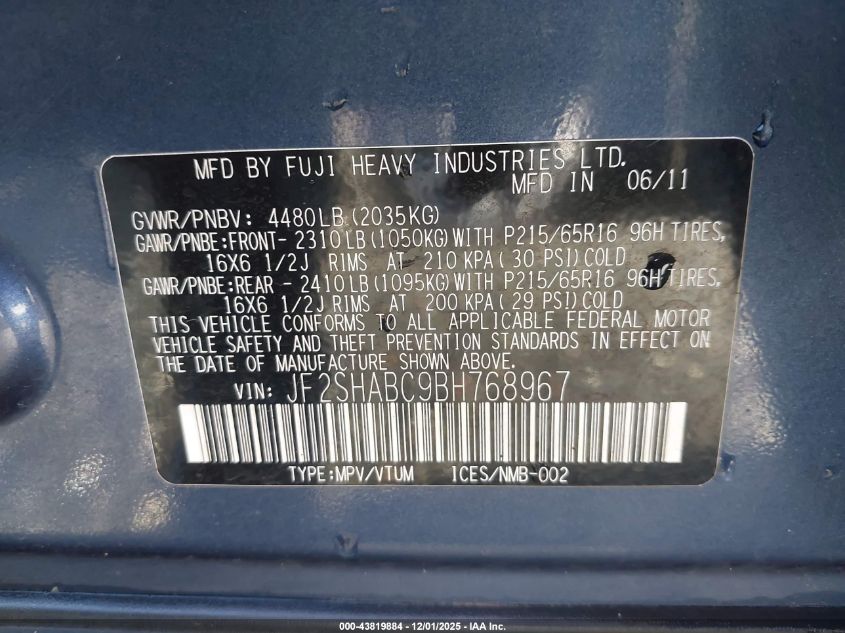 MFD BY FUJI HEAVY INDUSTRIES LTD.
MFD IN 06/11
GVWR/PNBV: 4480LB(2035KG)
GAWR/PNBE:FRONT- 2310LB(1050KG)WITH P215/65R16 96H TIRES,
16X6 1/2J RIMS AT 210 KPA(30 PSI)COLD
GAWR/PNBE:REAR - 2410LB(1095KG)WITH P215/65R16 96H TIRES,
16X6 1/2J RIMS AT 200 KPA(29 PSI)COLD
THIS VEHICLE CONFORMS TO ALL APPLICABLE FEDERAL MOTOR
VEHICLE SAFETY AND THEFT PREVENTION STANDARDS IN EFFECT ON
THE DATE OF MANUFACTURE SHOWN ABOVE.
VIN: JF2SHABC9BH768967
TYPE:MPV/VTUM ICES/NMB-002
000-43819884 - 12/01/2025 - IAA Inc.